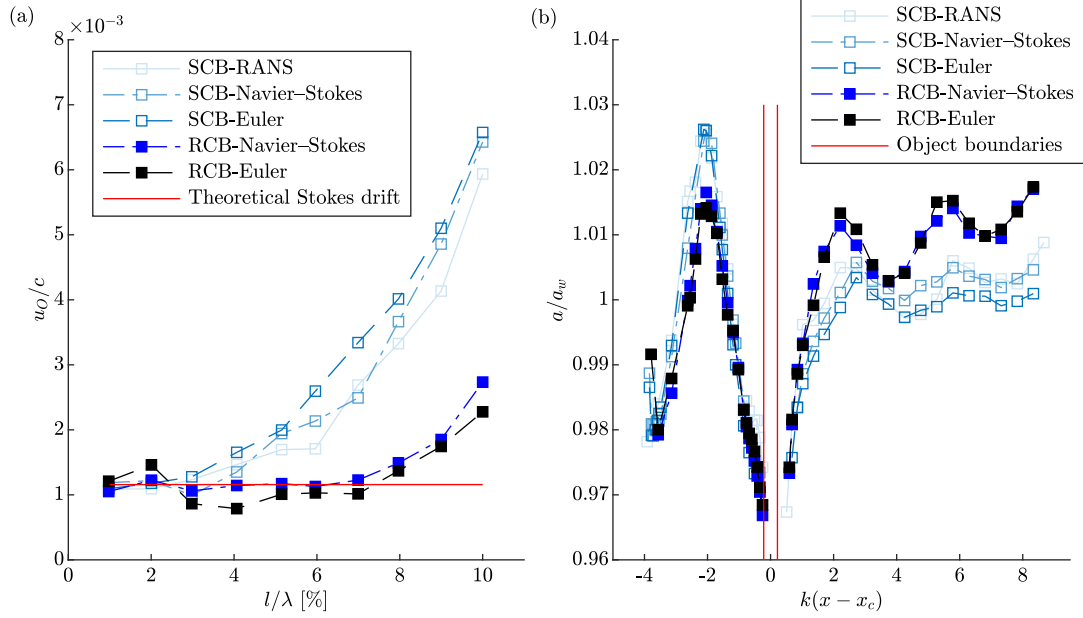 (a)
×10⁻³
8
7
6
5
4
3
2
1
0
u_O/c
0
2
4
6
8
10
l/λ [%]
SCB-RANS
SCB-Navier–Stokes
SCB-Euler
RCB-Navier–Stokes
RCB-Euler
Theoretical Stokes drift
(b)
1.04
1.03
1.02
1.01
1
0.99
0.98
0.97
0.96
a/a_w
-4
-2
0
2
4
6
8
k(x − x_c)
SCB-RANS
SCB-Navier–Stokes
SCB-Euler
RCB-Navier–Stokes
RCB-Euler
Object boundaries